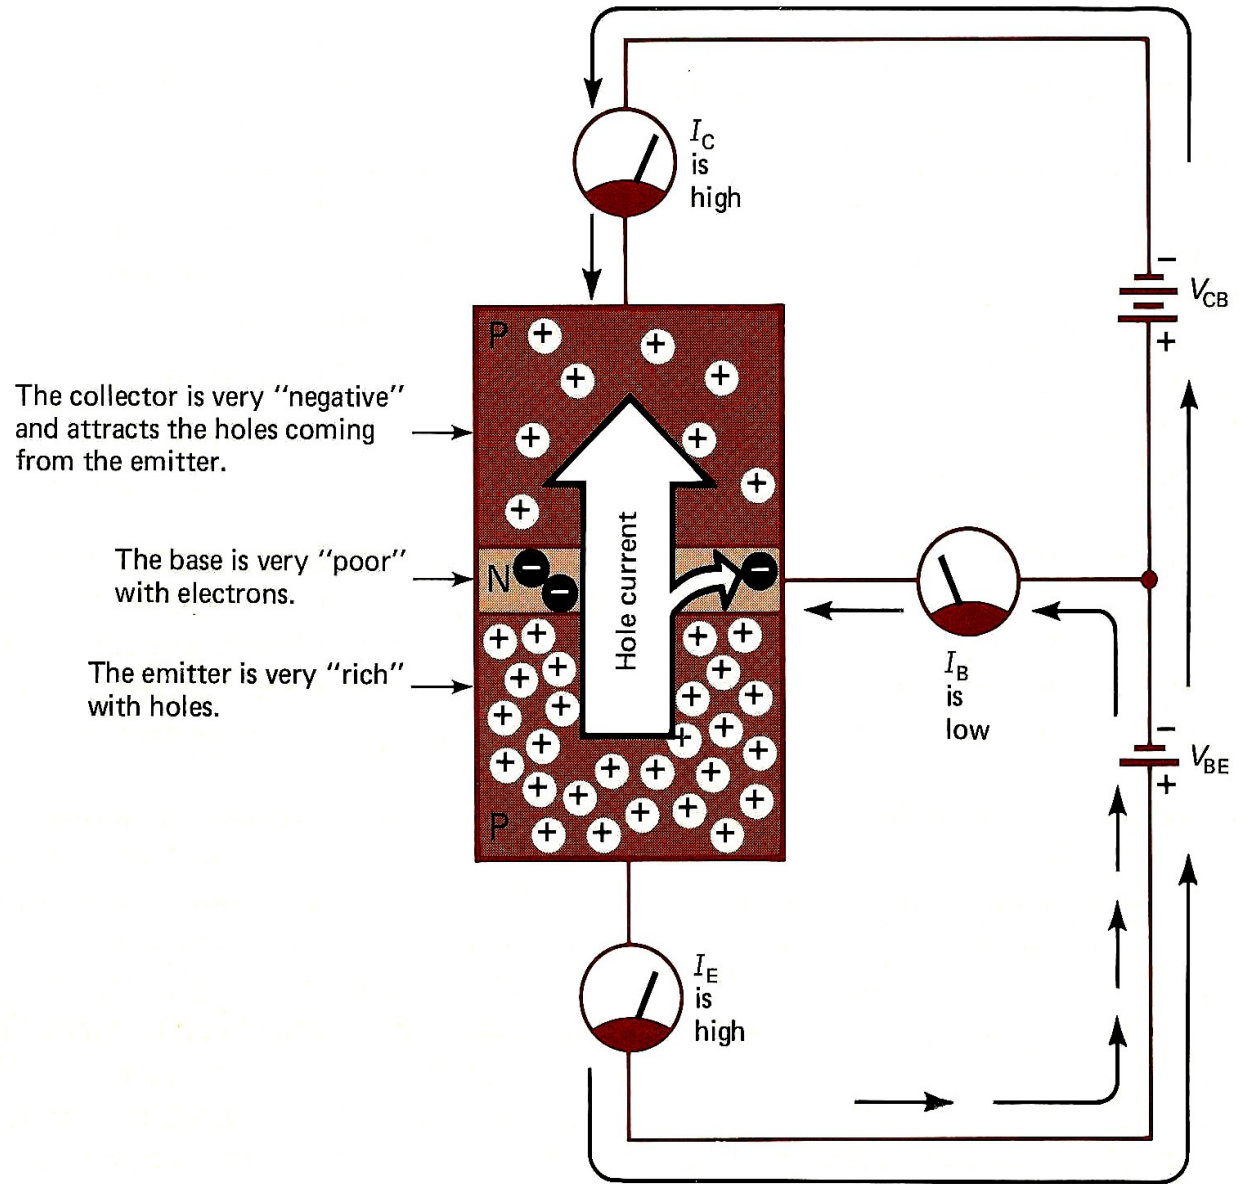 I_C
is
high
−
V_CB
+
P
The collector is very “negative”
and attracts the holes coming
from the emitter.
The base is very “poor”
with electrons.
N
Hole current
The emitter is very “rich”
with holes.
I_B
is
low
−
V_BE
+
P
I_E
is
high